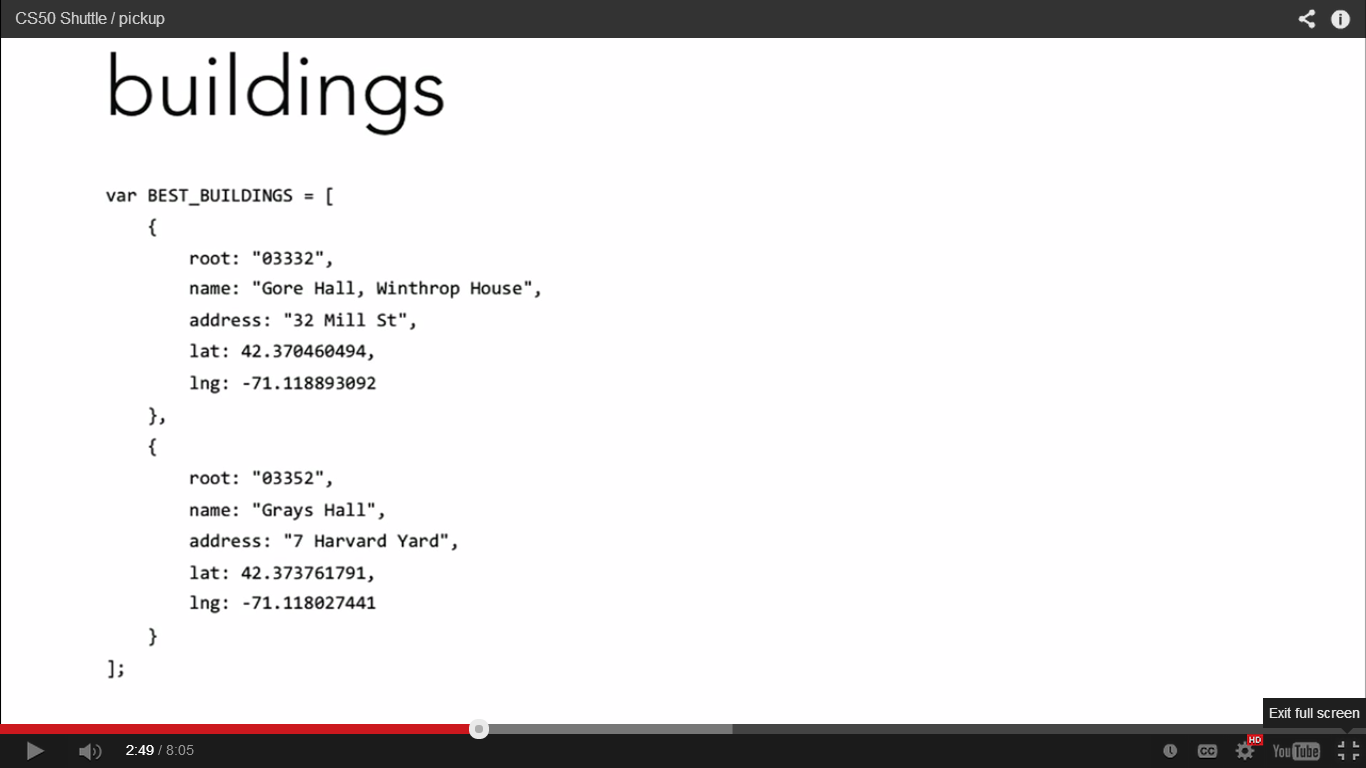 CS50 Shuttle / pickup
buildings
var BEST_BUILDINGS = [
{
root: "03332",
name: "Gore Hall, Winthrop House",
address: "32 Mill St",
lat: 42.370460494,
lng: -71.118893092
},
{
root: "03352",
name: "Grays Hall",
address: "7 Harvard Yard",
lat: 42.373761791,
lng: -71.118027441
}
];
Exit full screen
2:49 / 8:05
CC
HD
YouTube